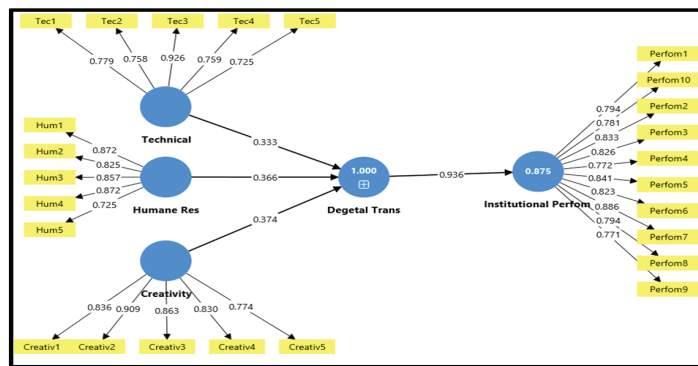 Tec1 Tec2 Tec3 Tec4 Tec5
0.779 0.758 0.926 0.759 0.725
Technical
0.333
Hum1
Hum2
Hum3
Hum4
Hum5
0.872
0.825
0.857
0.872
0.725
Humane Res
0.366
Creativity
0.374
0.836 0.909 0.863 0.830 0.774
Creativ1 Creativ2 Creativ3 Creativ4 Creativ5
1.000
Degetal Trans
0.936
0.875
Institutional Perfom
0.794
0.781
0.833
0.826
0.772
0.841
0.823
0.886
0.794
0.771
Perfom1
Perfom10
Perfom2
Perfom3
Perfom4
Perfom5
Perfom6
Perfom7
Perfom8
Perfom9